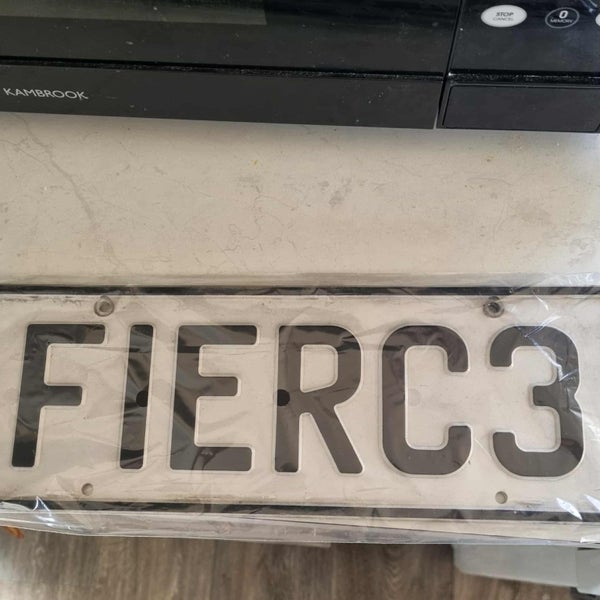 STOP
CANCEL
0
MEMORY
KAMBROOK
FIERC3